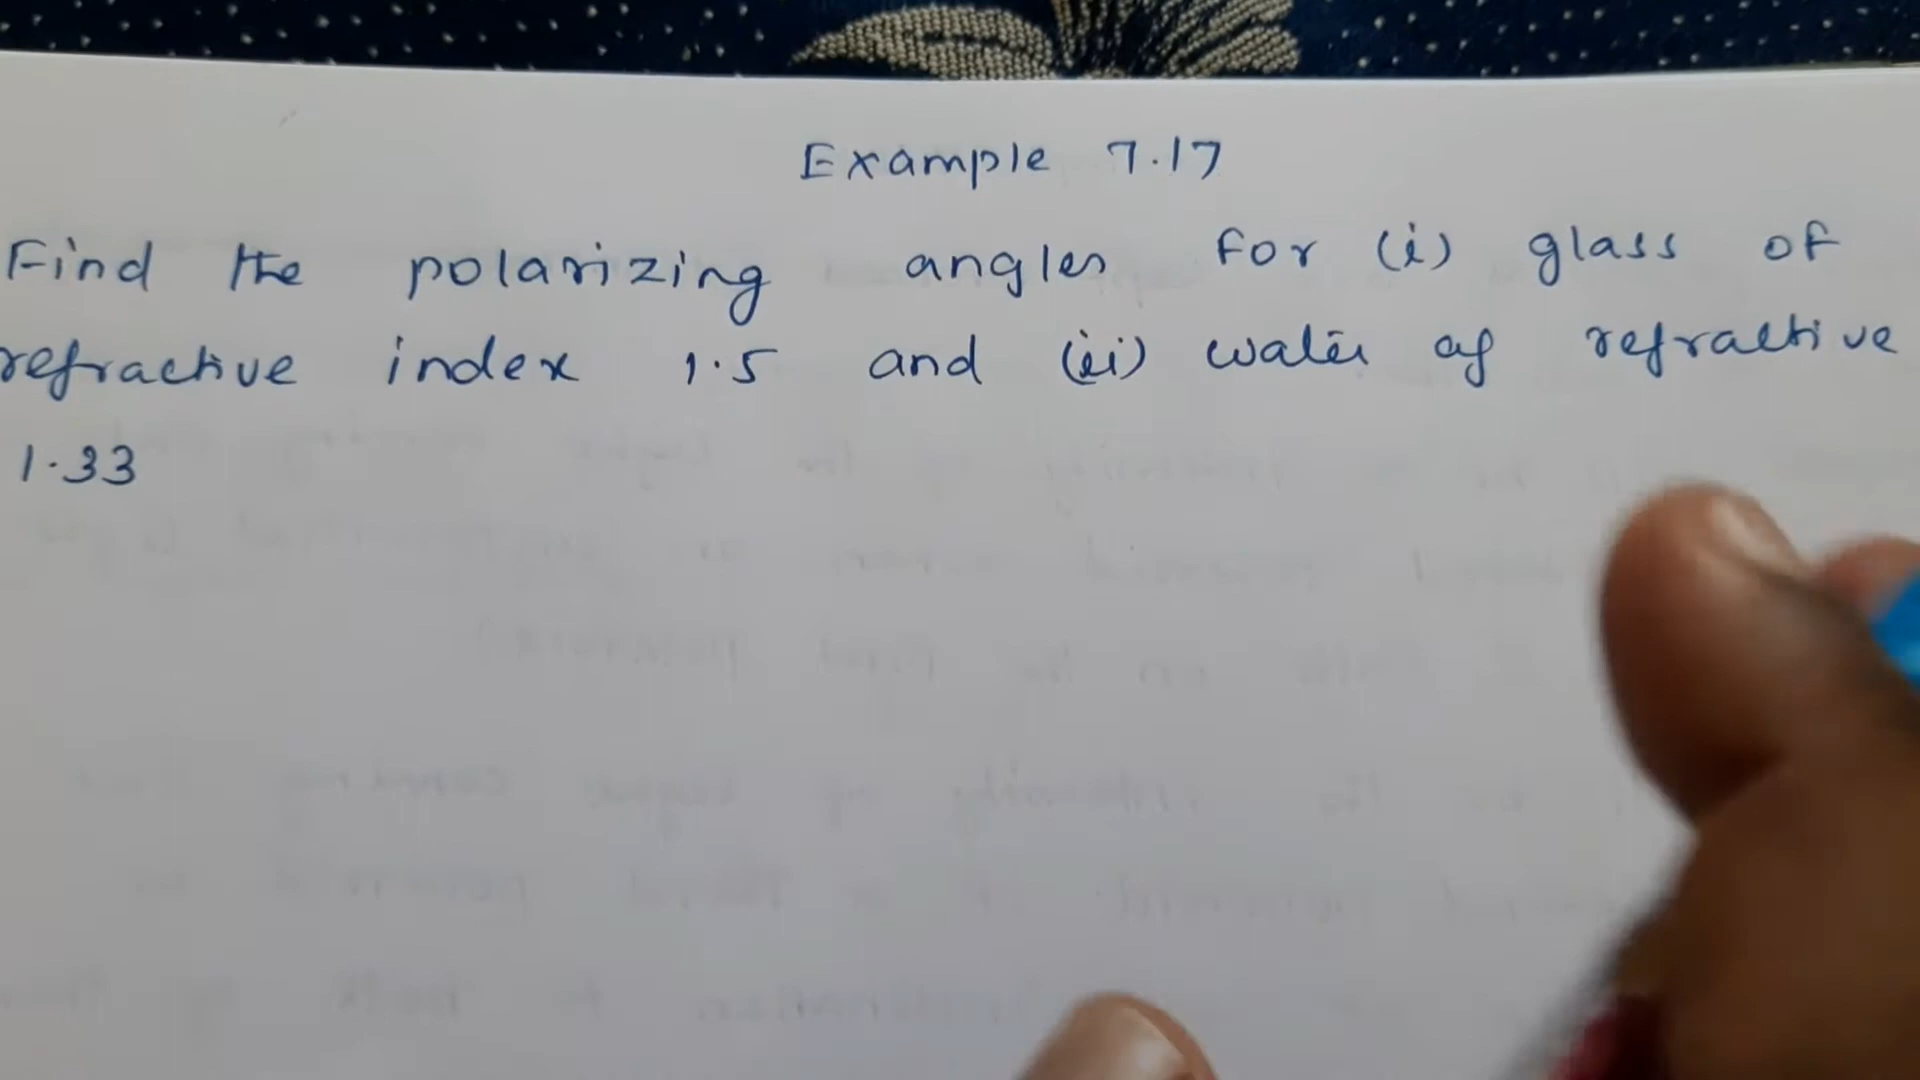 Example 7.17
Find the polarizing angles for (i) glass of
refractive index 1.5 and (ii) water of refractive
1.33